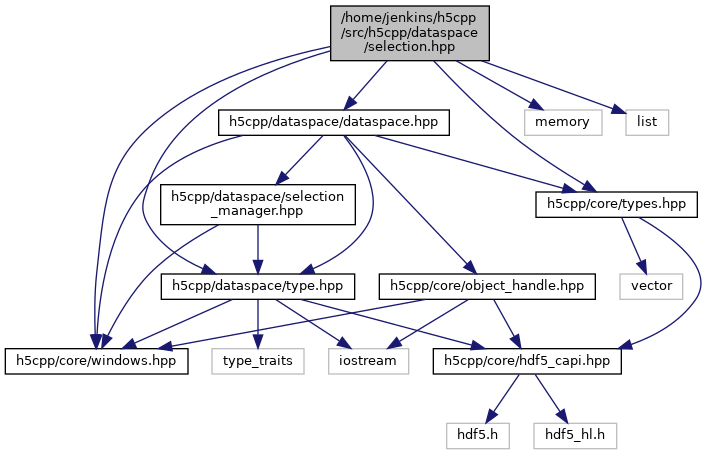 /home/jenkins/h5cpp
/src/h5cpp/dataspace
/selection.hpp
h5cpp/dataspace/dataspace.hpp
memory
list
h5cpp/dataspace/selection
_manager.hpp
h5cpp/core/types.hpp
h5cpp/dataspace/type.hpp
h5cpp/core/object_handle.hpp
vector
h5cpp/core/windows.hpp
type_traits
iostream
h5cpp/core/hdf5_capi.hpp
hdf5.h
hdf5_hl.h